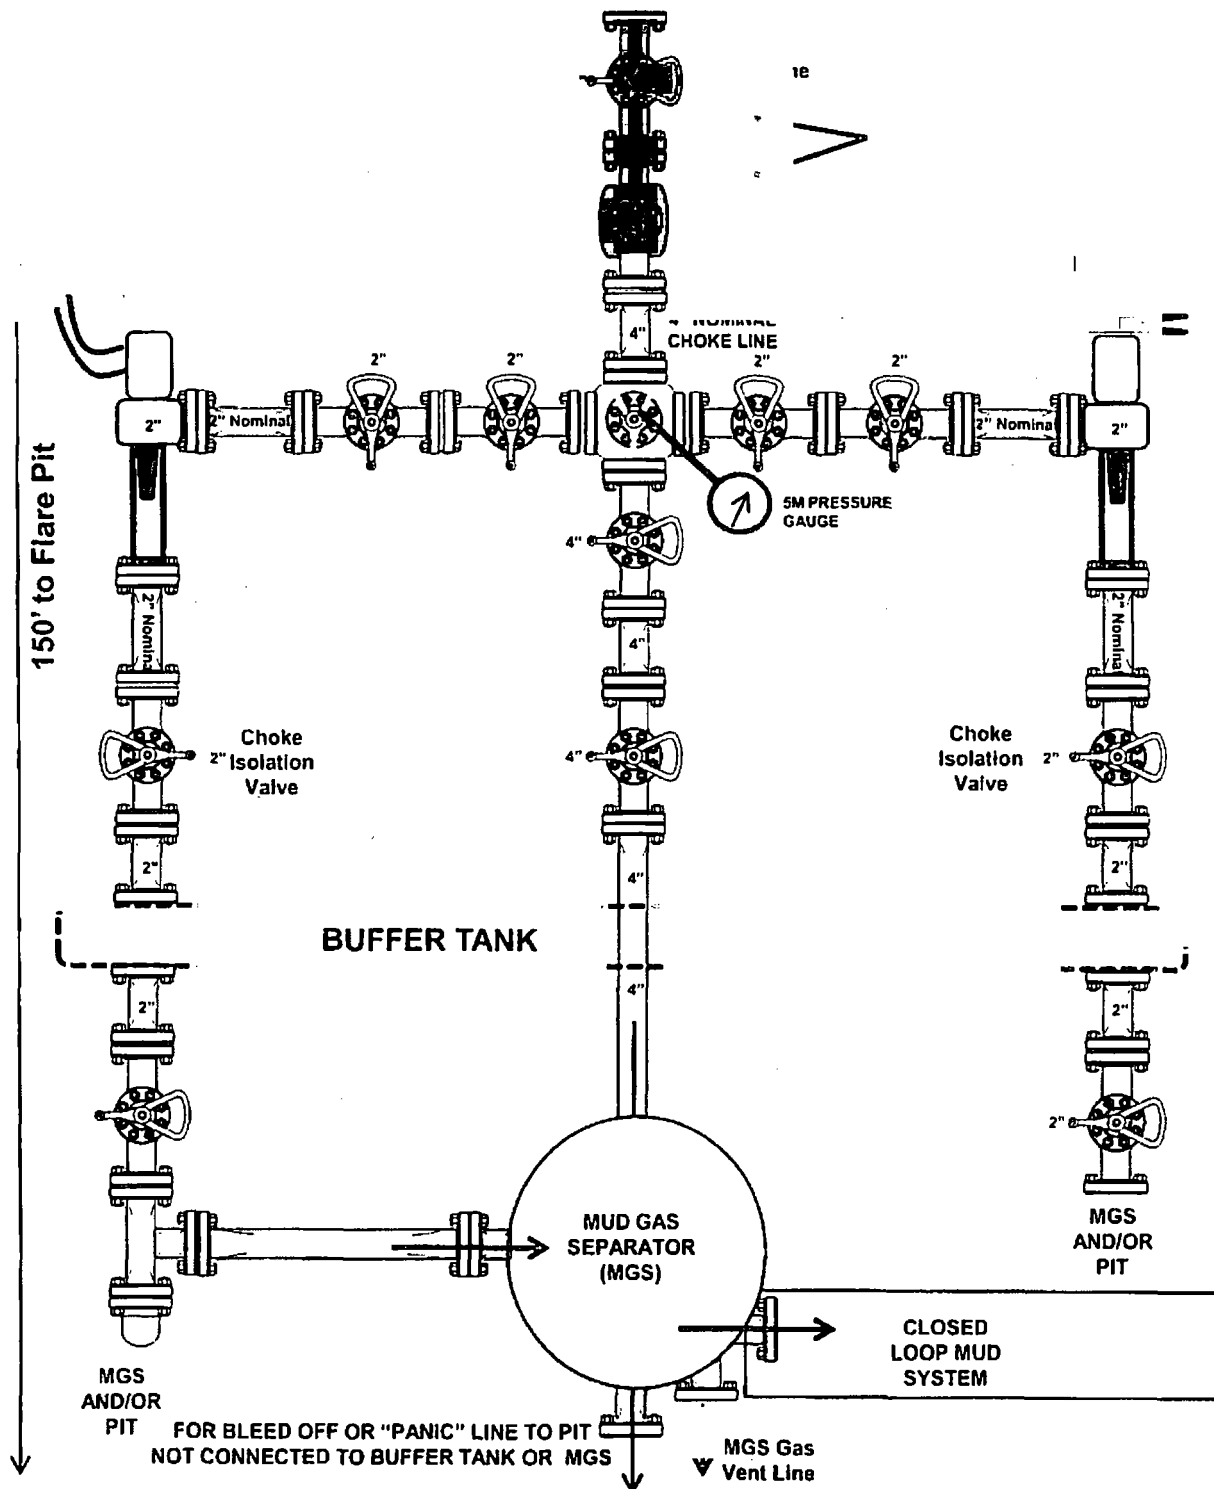 4"
CHOKE LINE
2"
2"
2"
2"
2"
2" Nominal
2" Nominal
2"
5M PRESSURE
GAUGE
4"
150' to Flare Pit
2" Nominal
4"
2" Nominal
Choke
Isolation
Valve
2"
4"
Choke
Isolation
Valve
2"
2"
4"
2"
BUFFER TANK
4"
2"
2"
2"
MUD GAS
SEPARATOR
(MGS)
MGS
AND/OR
PIT
CLOSED
LOOP MUD
SYSTEM
MGS
AND/OR
PIT
FOR BLEED OFF OR "PANIC" LINE TO PIT
NOT CONNECTED TO BUFFER TANK OR MGS
MGS Gas
Vent Line